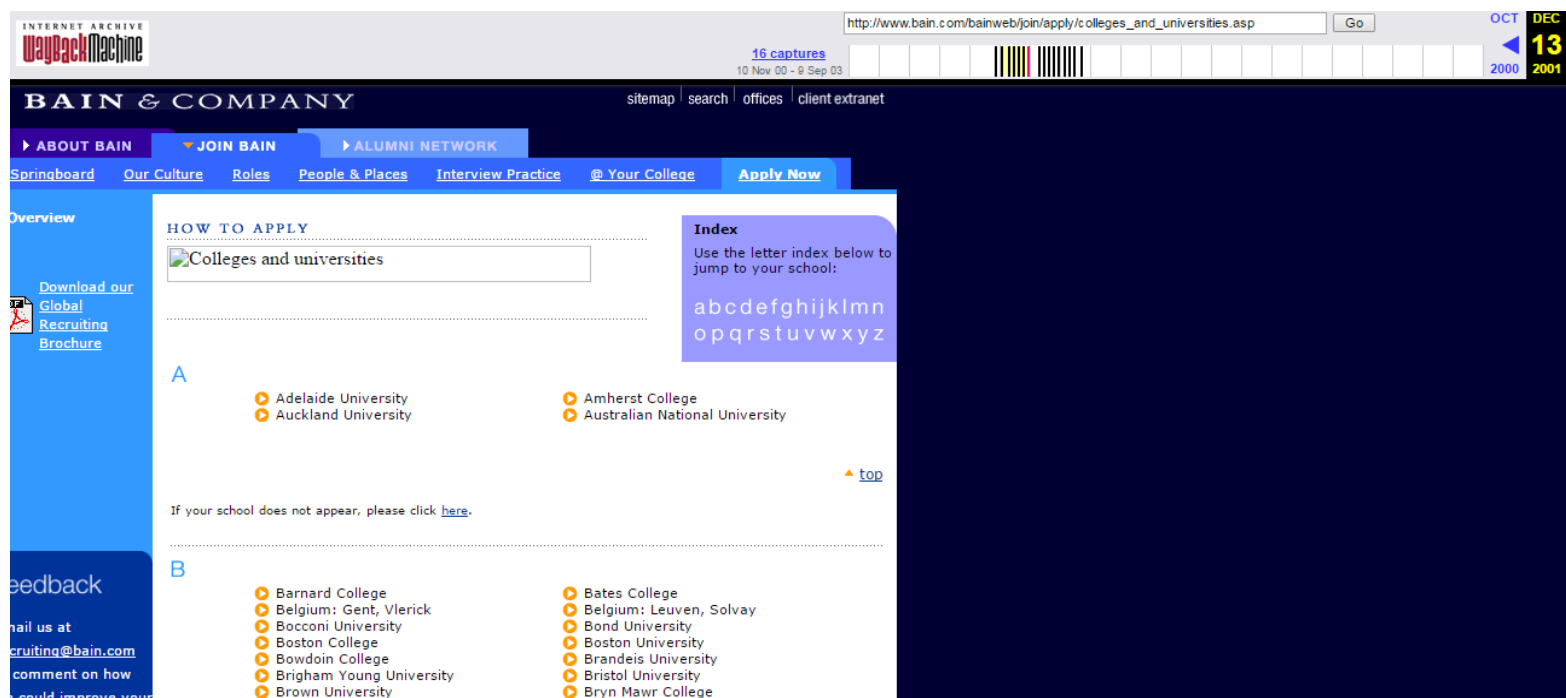 INTERNET ARCHIVE
WayBackMachine
http://www.bain.com/bainweb/join/apply/colleges_and_universities.asp Go
16 captures
10 Nov 00 - 9 Sep 03
OCT DEC
13
2000 2001
BAIN & COMPANY
sitemap search offices client extranet
ABOUT BAIN JOIN BAIN ALUMNI NETWORK
Springboard Our Culture Roles People & Places Interview Practice @ Your College Apply Now
Overview
Download our
Global
Recruiting
Brochure
HOW TO APPLY
Colleges and universities
Index
Use the letter index below to
jump to your school:
abcdefghijklmn
opqrstuvwxyz
A
Adelaide University Amherst College
Auckland University Australian National University
top
If your school does not appear, please click here.
B
Barnard College Bates College
Belgium: Gent, Vlerick Belgium: Leuven, Solvay
Bocconi University Bond University
Boston College Boston University
Bowdoin College Brandeis University
Brigham Young University Bristol University
Brown University Bryn Mawr College
eedback
ail us at
cruiting@bain.com
comment on how
could improve your